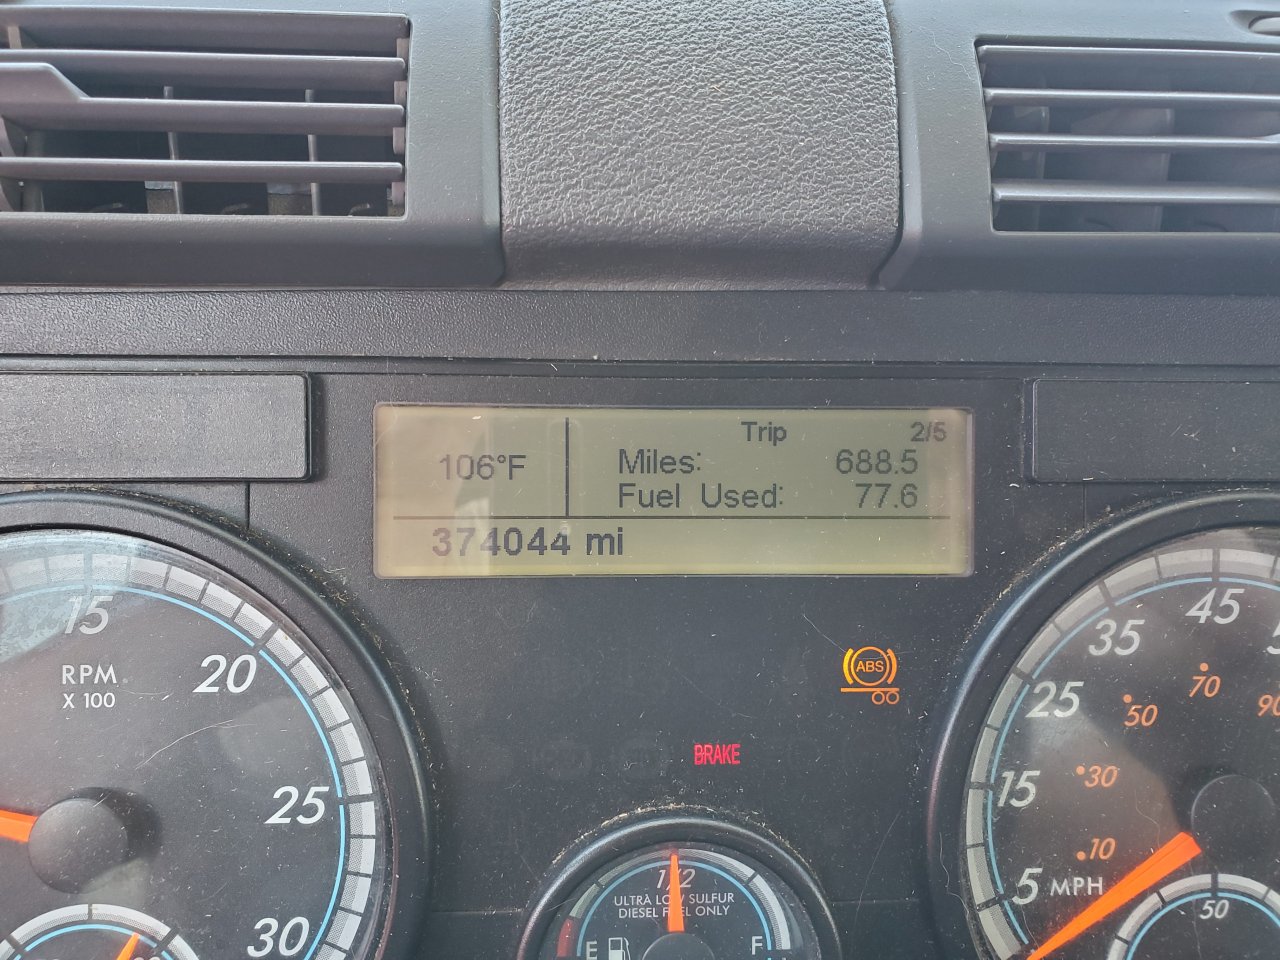 Trip 2/5
106°F
Miles: 688.5
Fuel Used: 77.6
374044 mi
15
20
25
30
RPM
X 100
ABS
BRAKE
1/2
ULTRA LOW SULFUR
DIESEL FUEL ONLY
E F
5
15
25
35
45
MPH
10
30
50
70
50